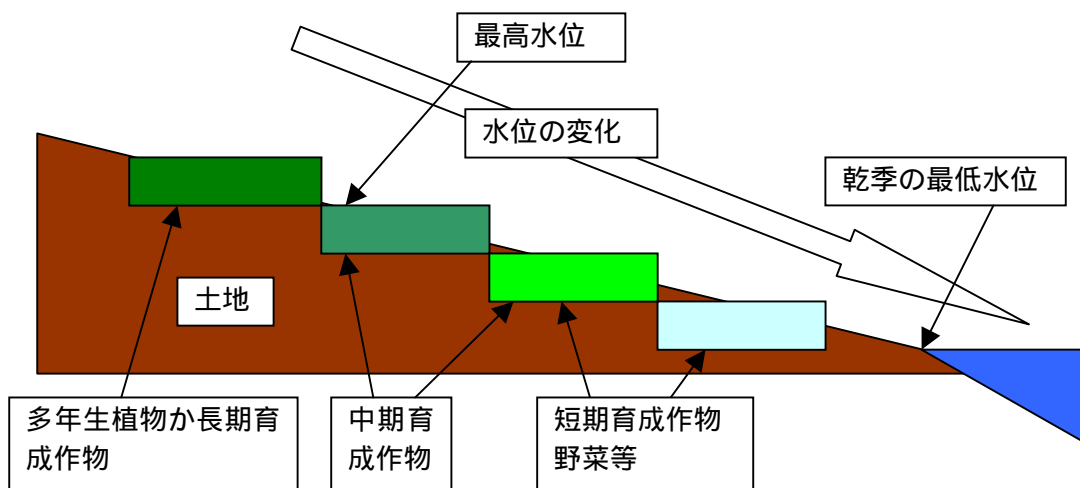 最高水位
水位の変化
乾季の最低水位
土地
多年生植物か長期育
成作物
中期育
成作物
短期育成作物
野菜等